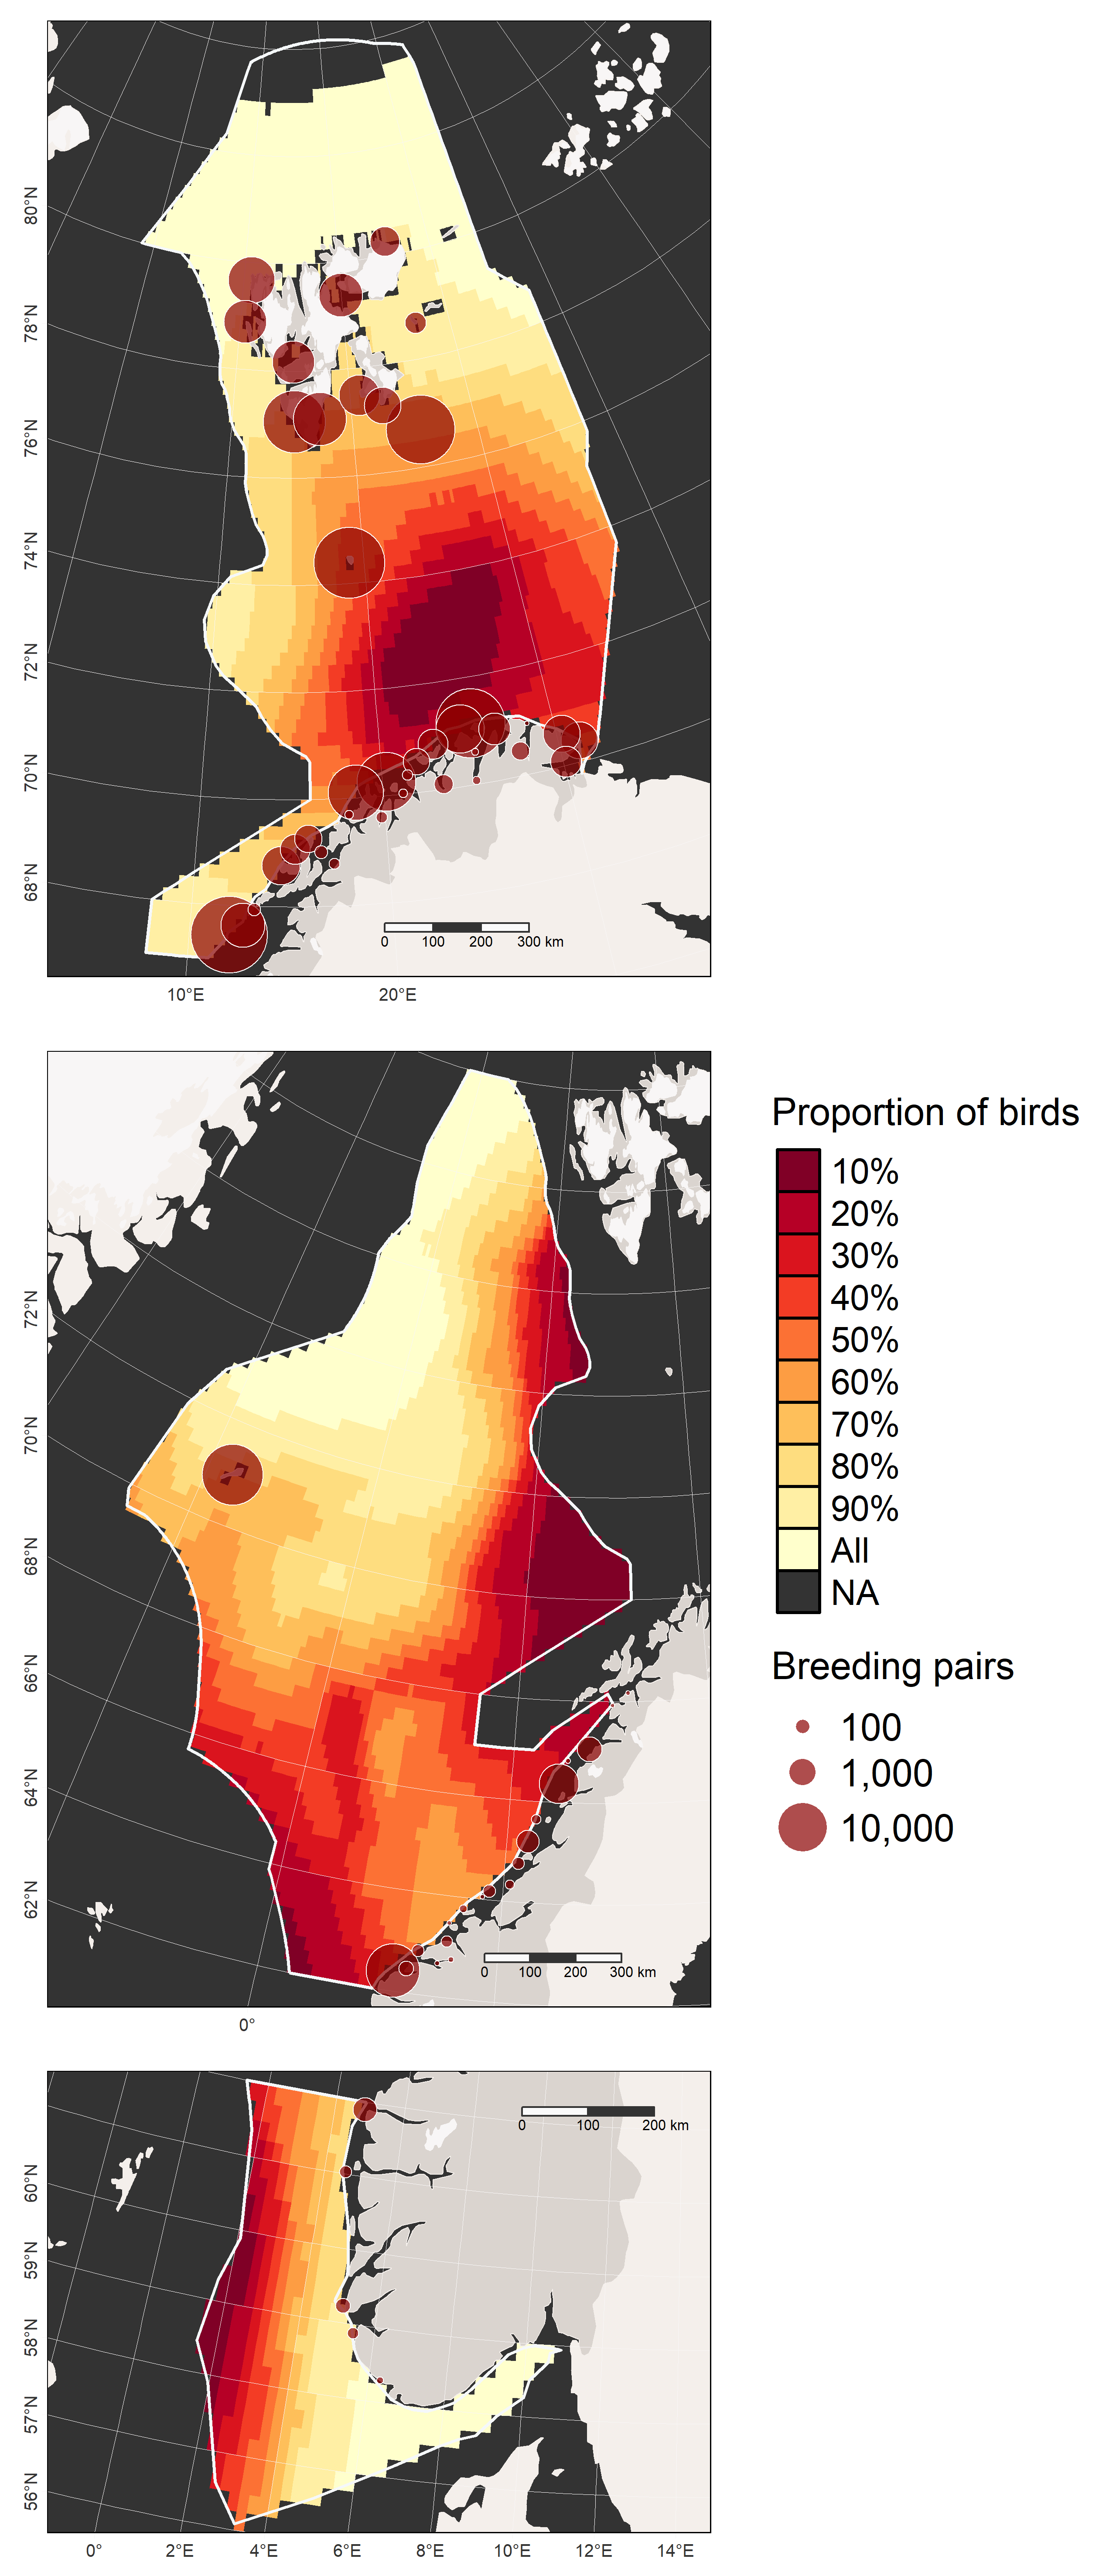 80°N
78°N
76°N
74°N
72°N
70°N
68°N
0 100 200 300 km
10°E 20°E
72°N
70°N
68°N
66°N
64°N
62°N
0 100 200 300 km
0°
Proportion of birds
10%
20%
30%
40%
50%
60%
70%
80%
90%
All
NA
Breeding pairs
100
1,000
10,000
60°N
59°N
58°N
57°N
56°N
0 100 200 km
0° 2°E 4°E 6°E 8°E 10°E 12°E 14°E